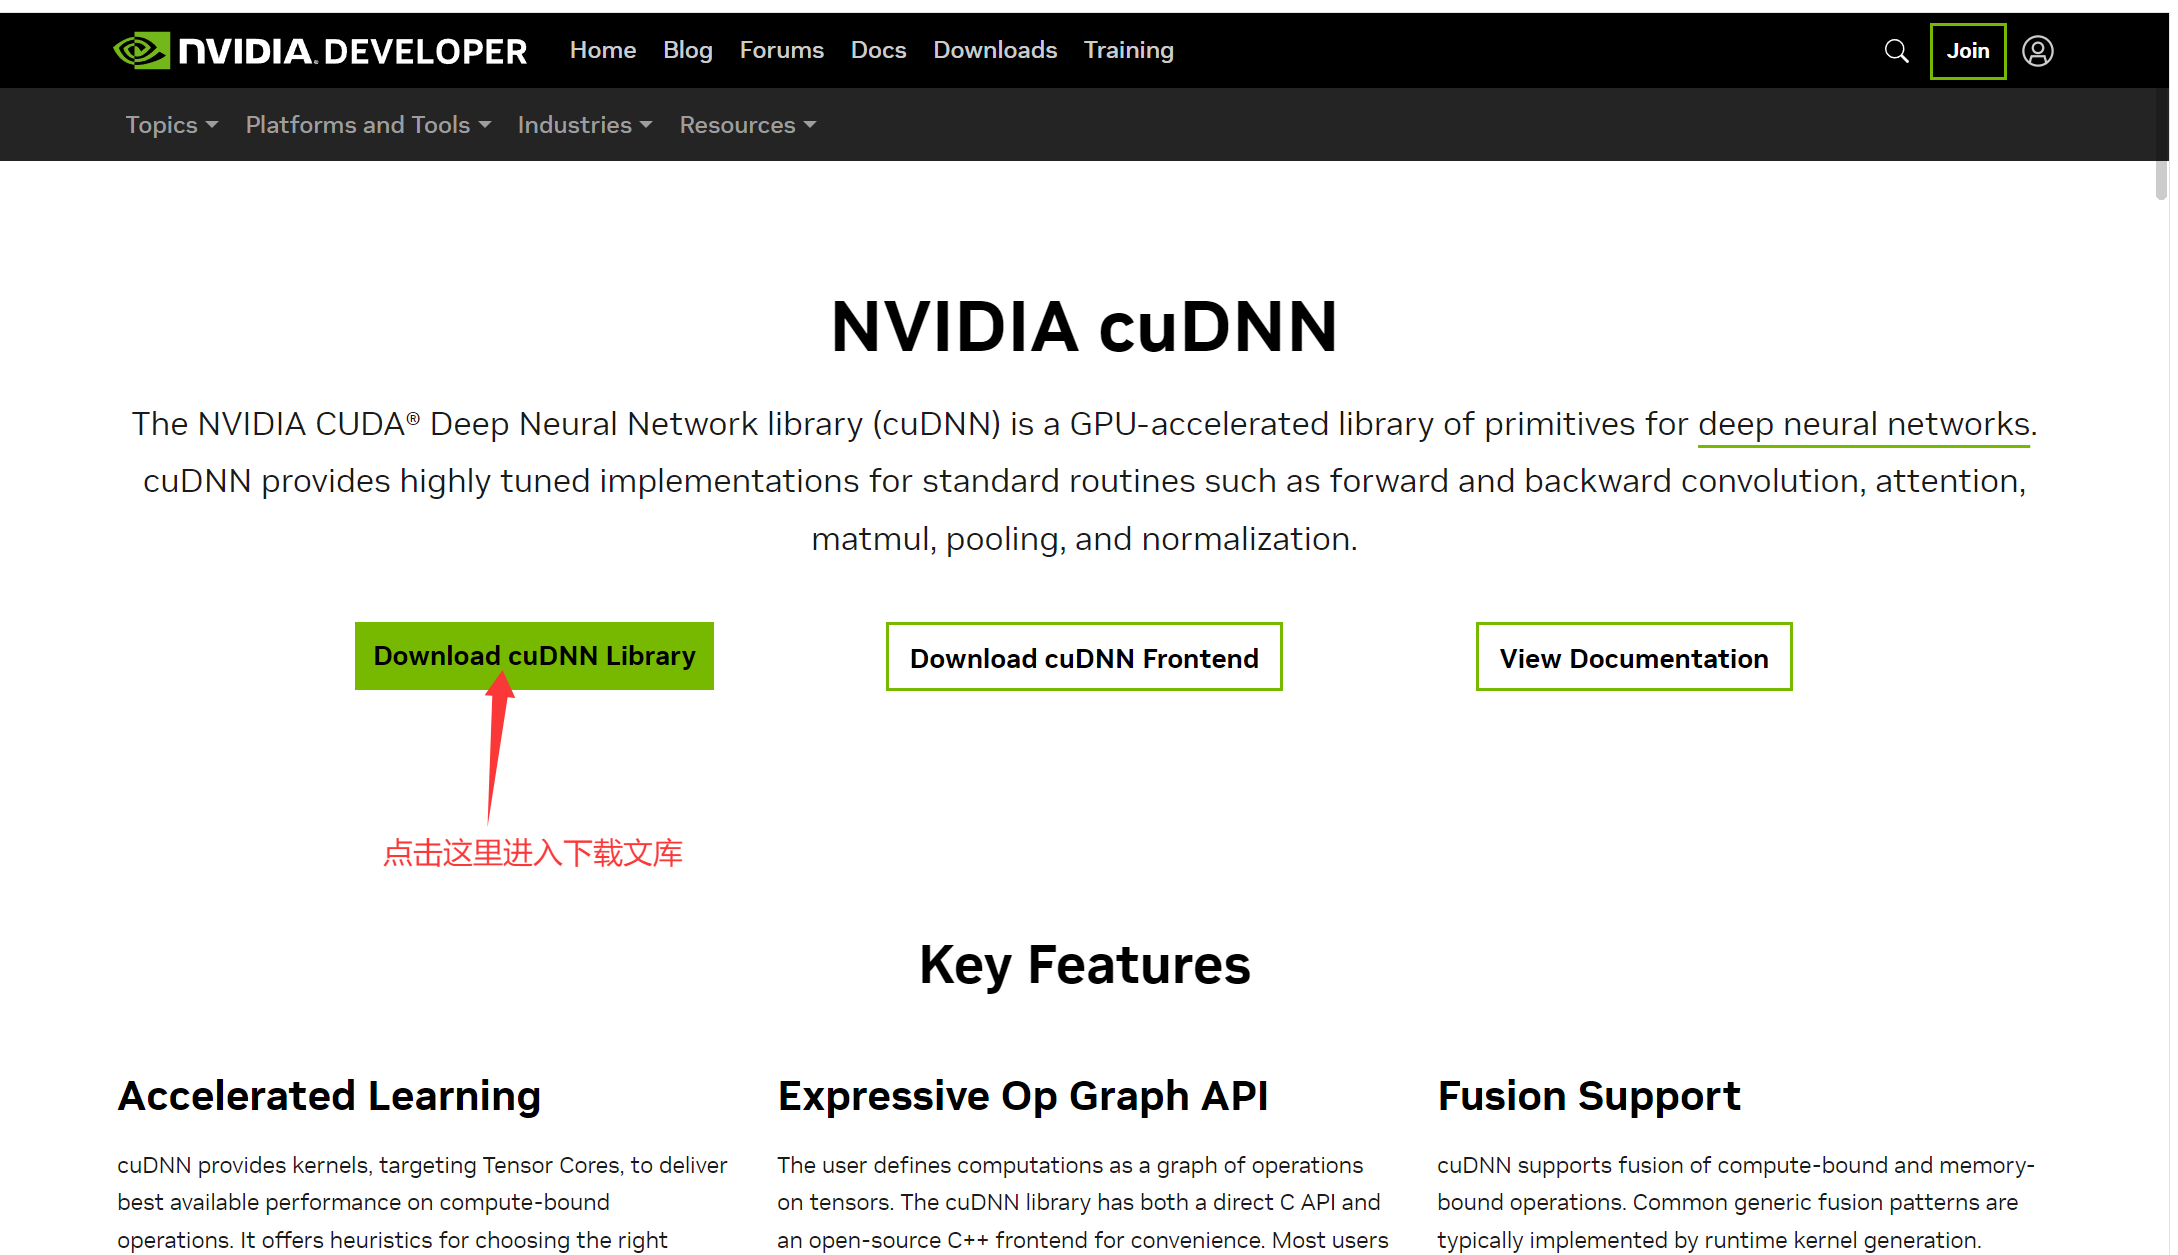 NVIDIA. DEVELOPER Home Blog Forums Docs Downloads Training Join
Topics Platforms and Tools Industries Resources
NVIDIA cuDNN
The NVIDIA CUDA® Deep Neural Network library (cuDNN) is a GPU-accelerated library of primitives for deep neural networks.
cuDNN provides highly tuned implementations for standard routines such as forward and backward convolution, attention,
matmul, pooling, and normalization.
Download cuDNN Library
Download cuDNN Frontend
View Documentation
点击这里进入下载文库
Key Features
Accelerated Learning
cuDNN provides kernels, targeting Tensor Cores, to deliver
best available performance on compute-bound
operations. It offers heuristics for choosing the right
Expressive Op Graph API
The user defines computations as a graph of operations
on tensors. The cuDNN library has both a direct C API and
an open-source C++ frontend for convenience. Most users
Fusion Support
cuDNN supports fusion of compute-bound and memory-
bound operations. Common generic fusion patterns are
typically implemented by runtime kernel generation.